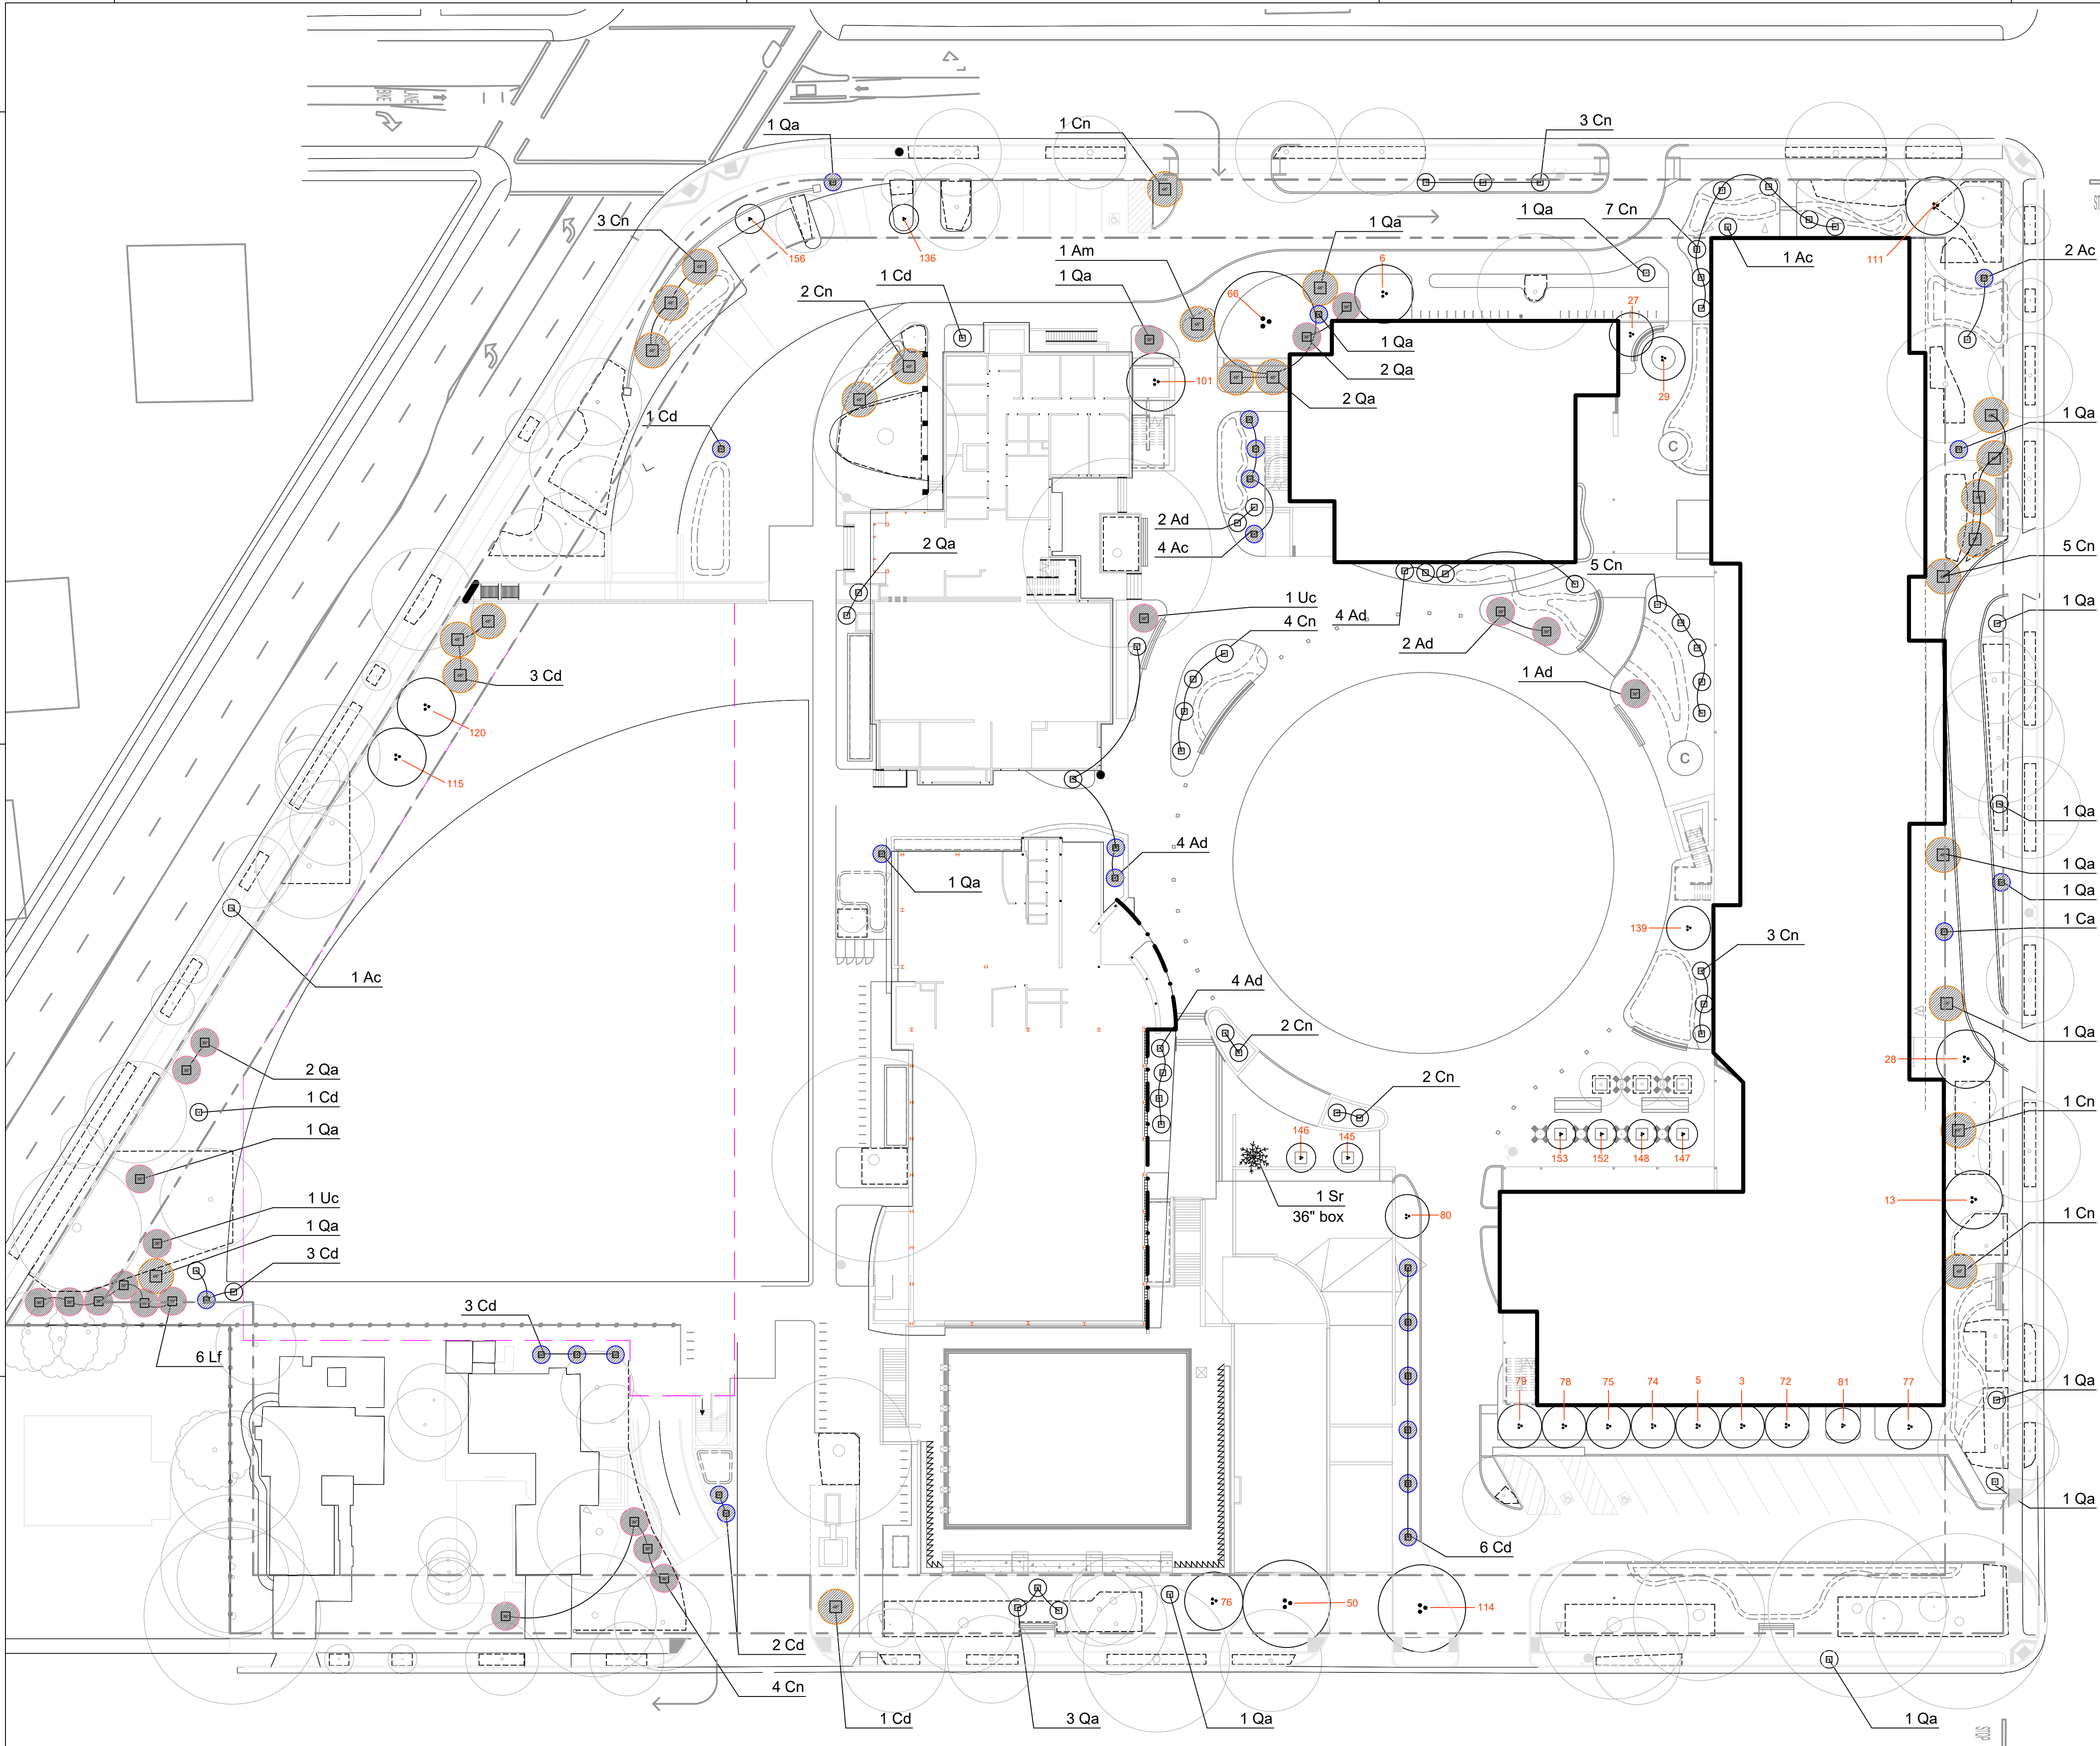 BIKE
LANE
1 Qa
1 Cn
3 Cn
3 Cn
156
136
1 Am
1 Qa
6
1 Qa
7 Cn
1 Ac
111
2 Ac
1 Cd
1 Qa
2 Cn
66
27
1 Qa
2 Qa
29
101
2 Qa
1 Cd
C
1 Qa
2 Ad
4 Ac
2 Qa
5 Cn
5 Cn
1 Uc
4 Cn
4 Ad
2 Ad
1 Qa
3 Cd
1 Ad
120
115
C
1 Qa
4 Ad
1 Qa
1 Qa
1 Qa
1 Ca
139
3 Cn
1 Ac
4 Ad
2 Cn
1 Qa
28
2 Qa
1 Cd
2 Cn
1 Cn
1 Qa
146
145
153
152
148
147
1 Uc
1 Sr
36" box
80
13
1 Qa
1 Cn
3 Cd
3 Cd
6 Lf
79
78
75
74
5
3
72
81
77
1 Qa
1 Qa
6 Cd
76
50
114
2 Cd
4 Cn
1 Cd
3 Qa
1 Qa
1 Qa
STOP